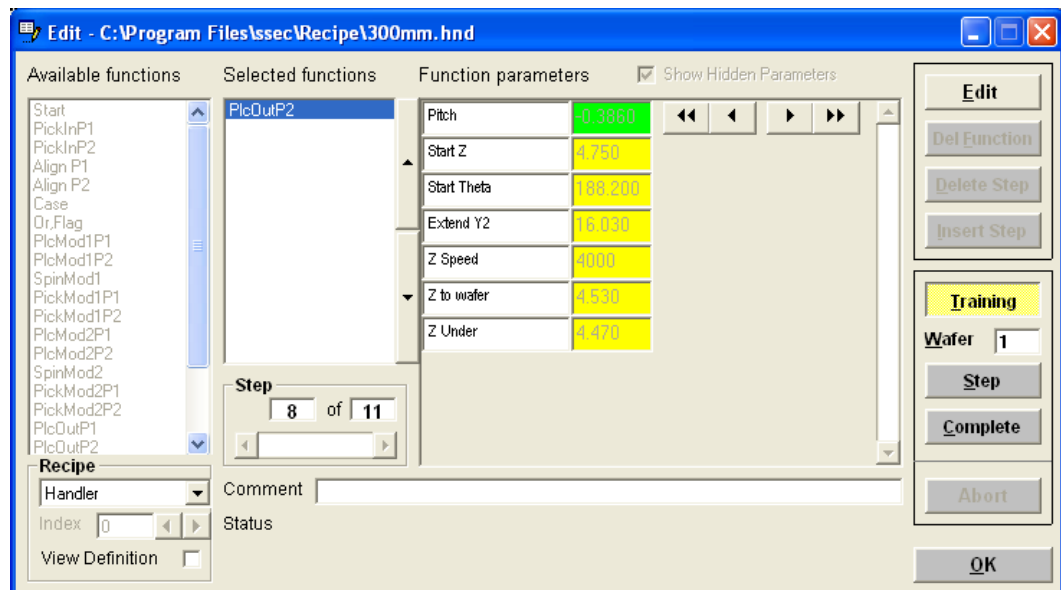 Edit - C:\Program Files\ssec\Recipe\300mm.hnd
Available functions
Start
PickInP1
PickInP2
Align P1
Align P2
Case
Or,Flag
PlcMod1P1
PlcMod1P2
SpinMod1
PickMod1P1
PickMod1P2
PlcMod2P1
PlcMod2P2
SpinMod2
PickMod2P1
PickMod2P2
PlcOutP1
PlcOutP2
Selected functions
PlcOutP2
Function parameters
Show Hidden Parameters
Pitch -0.3860
Start Z 4.750
Start Theta 188.200
Extend Y2 16.030
Z Speed 4000
Z to wafer 4.530
Z Under 4.470
Step
8 of 11
Recipe
Handler
Index 0
View Definition
Comment
Status
Edit
Del Function
Delete Step
Insert Step
Training
Wafer 1
Step
Complete
Abort
OK